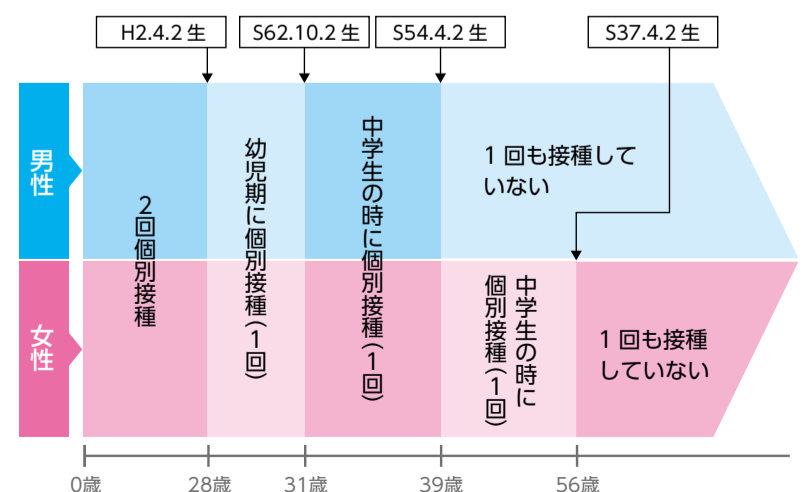 H2.4.2 生
S62.10.2 生
S54.4.2 生
S37.4.2 生
男性
女性
2回個別接種
幼児期に個別接種(1回)
中学生の時に個別接種(1回)
1 回も接種して
いない
中学生の時に
個別接種(1回)
1 回も接種
していない
0歳
28歳
31歳
39歳
56歳